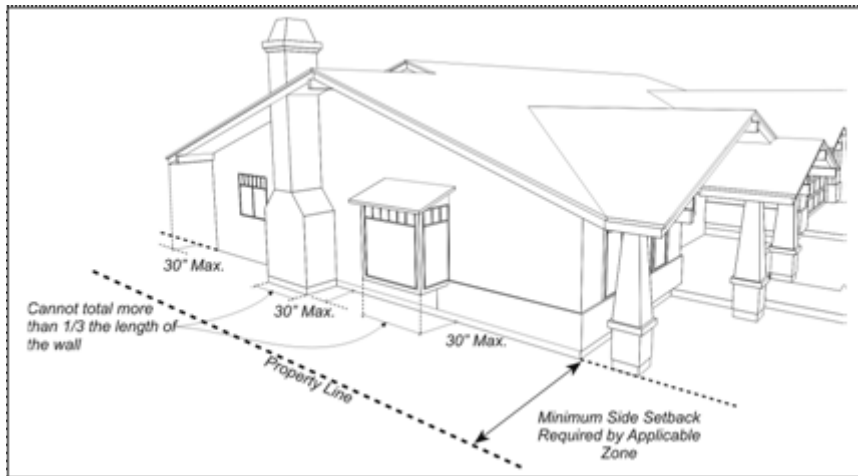 30" Max.
Cannot total more
than 1/3 the length of
the wall
30" Max.
30" Max.
Property Line
Minimum Side Setback
Required by Applicable
Zone